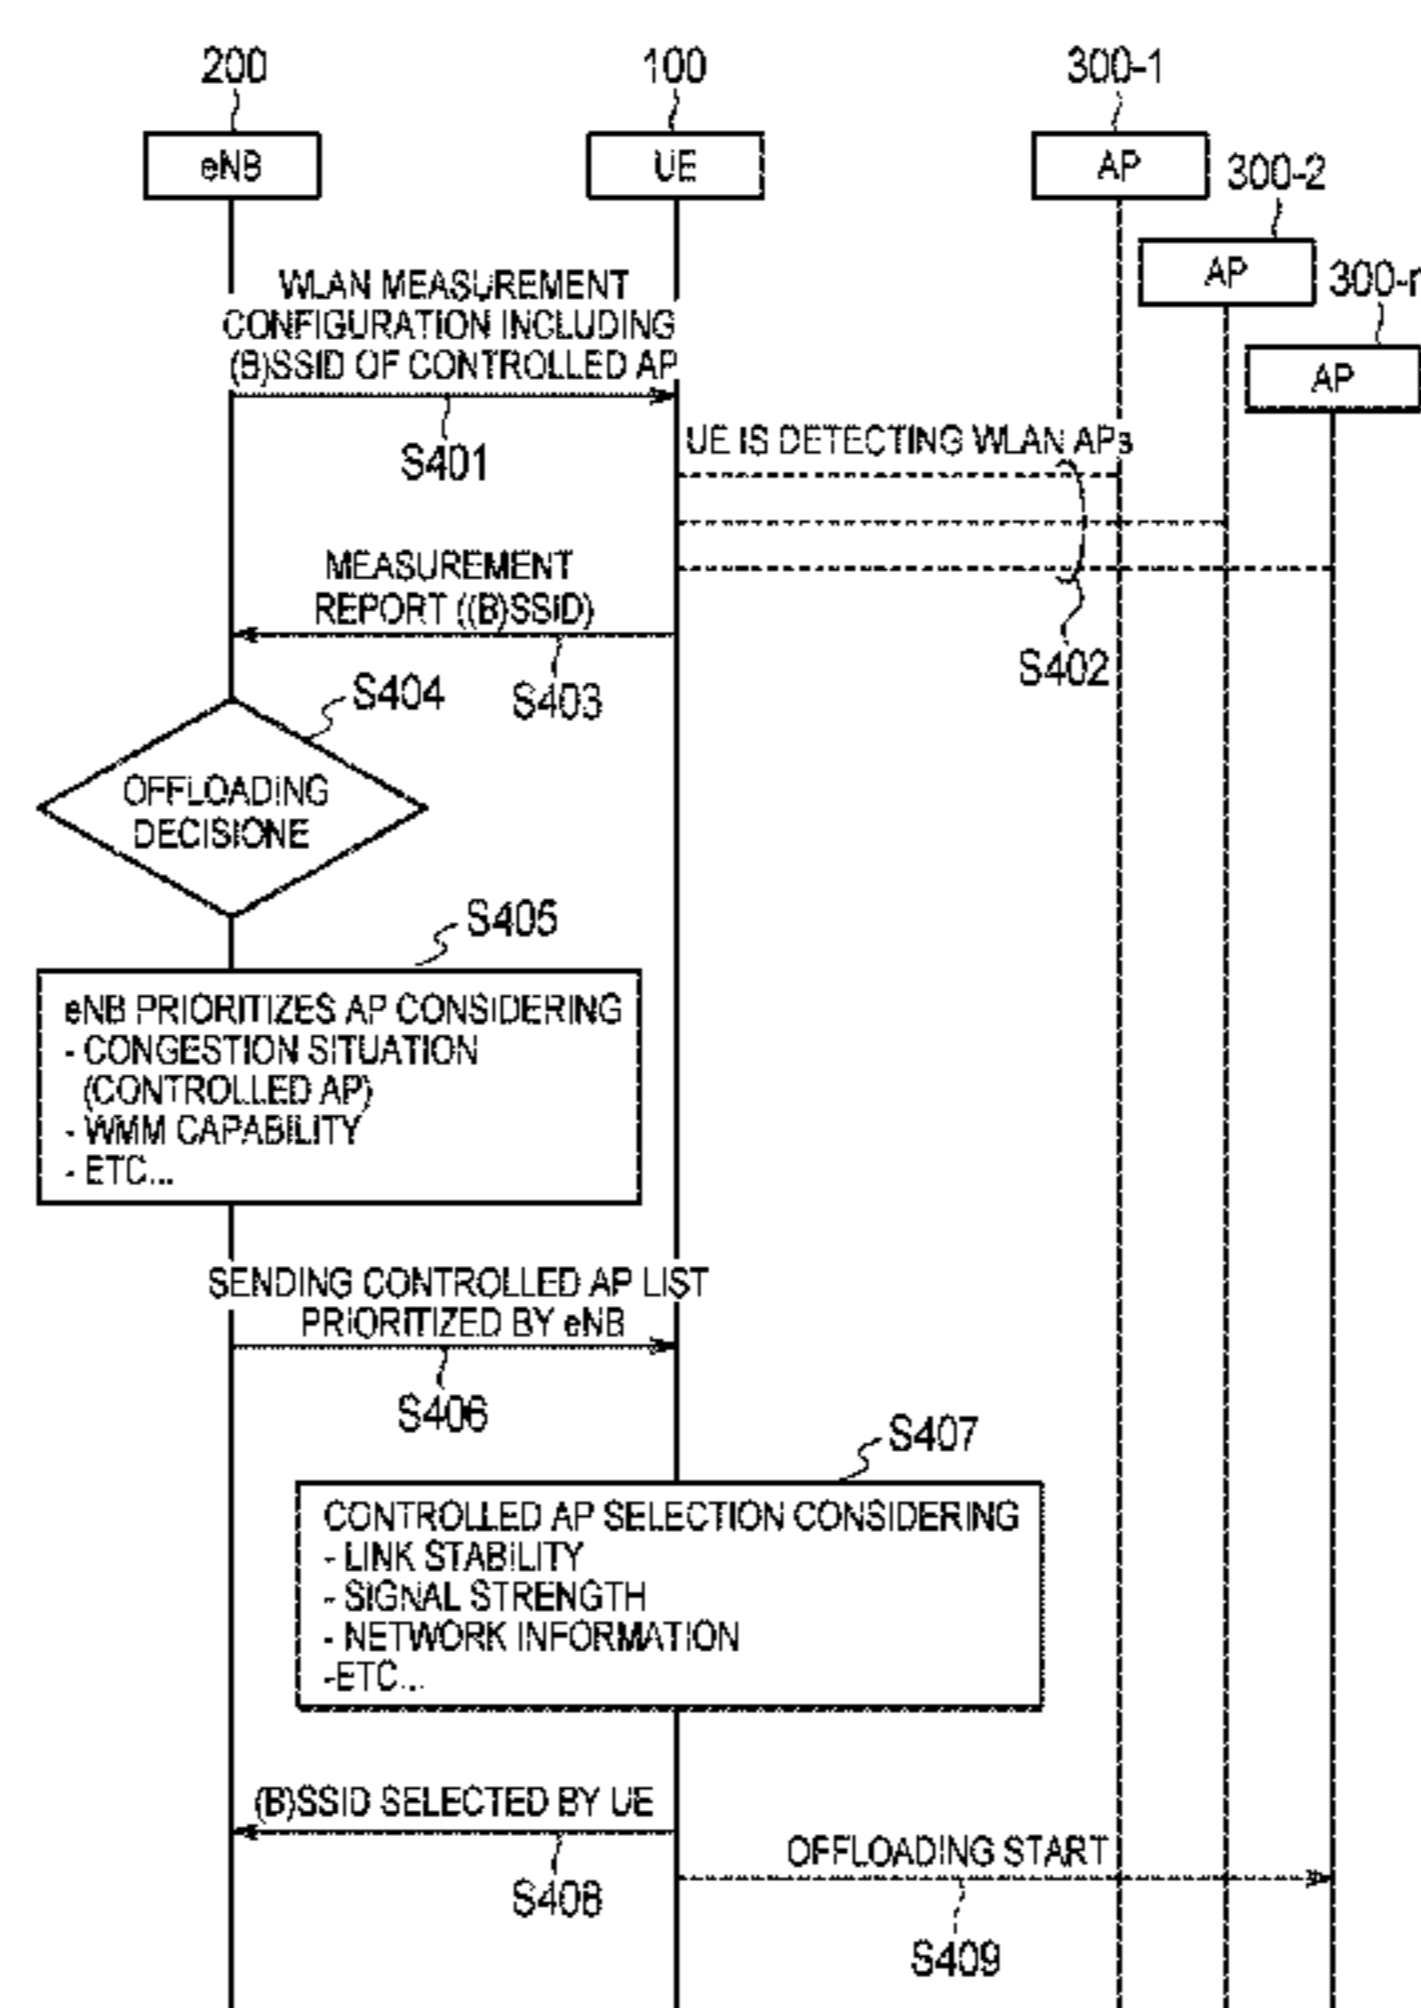 200
100
300-1
eNB
UE
AP
300-2
AP
300-n
AP
WLAN MEASUREMENT
CONFIGURATION INCLUDING
(B)SSID OF CONTROLLED AP
S401
UE IS DETECTING WLAN APs
S402
MEASUREMENT
REPORT ((B)SSID)
S403
S404
OFFLOADING
DECISIONE
S405
eNB PRIORITIZES AP CONSIDERING
- CONGESTION SITUATION
(CONTROLLED AP)
- WMM CAPABILITY
- ETC...
SENDING CONTROLLED AP LIST
PRIORITIZED BY eNB
S406
S407
CONTROLLED AP SELECTION CONSIDERING
- LINK STABILITY
- SIGNAL STRENGTH
- NETWORK INFORMATION
-ETC...
(B)SSID SELECTED BY UE
S408
OFFLOADING START
S409